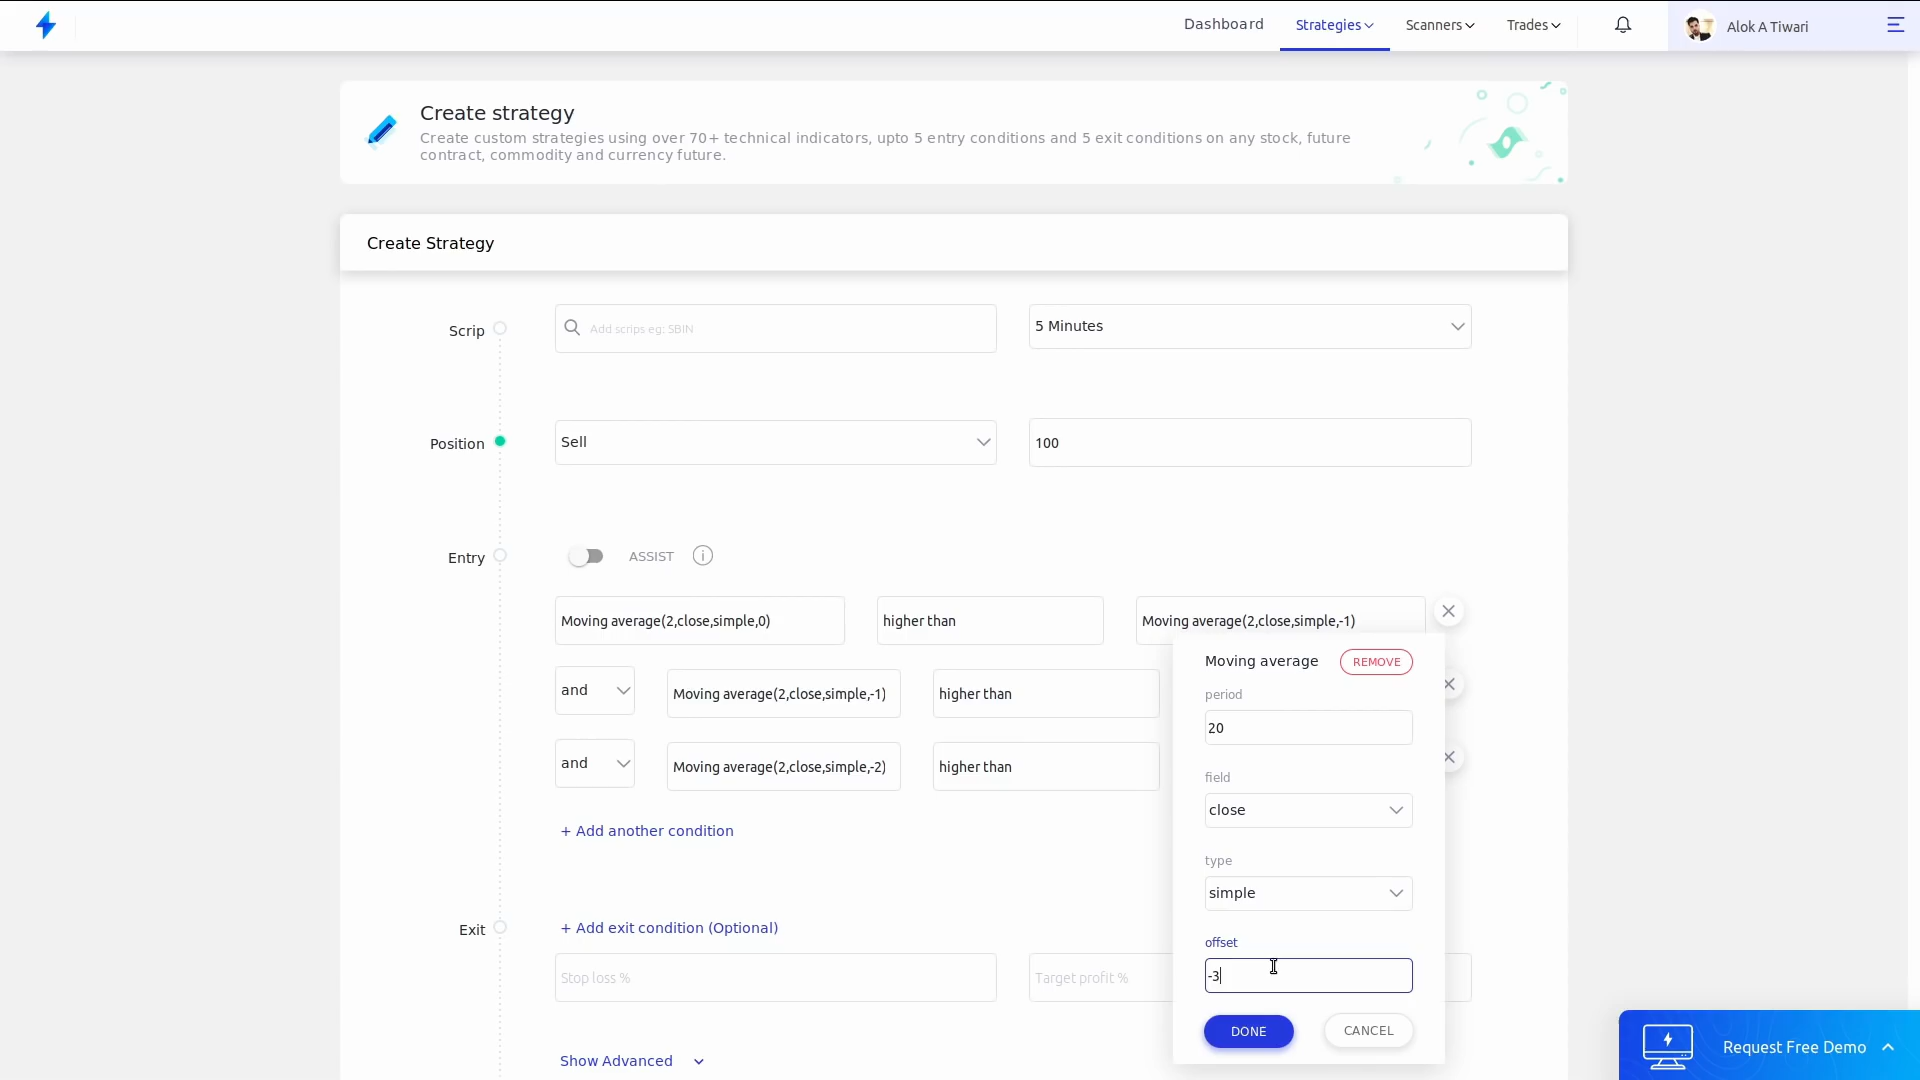 Dashboard
Strategies
Scanners
Trades
Alok A Tiwari
Create strategy
Create custom strategies using over 70+ technical indicators, upto 5 entry conditions and 5 exit conditions on any stock, future
contract, commodity and currency future.
Create Strategy
Scrip
Add scrips eg: SBIN
5 Minutes
Position
Sell
100
Entry
ASSIST
Moving average(2,close,simple,0)
higher than
Moving average(2,close,simple,-1)
and
Moving average(2,close,simple,-1)
higher than
and
Moving average(2,close,simple,-2)
higher than
+ Add another condition
Moving average
REMOVE
period
20
field
close
type
simple
offset
-3
DONE
CANCEL
Exit
+ Add exit condition (Optional)
Stop loss %
Target profit %
Show Advanced
Request Free Demo